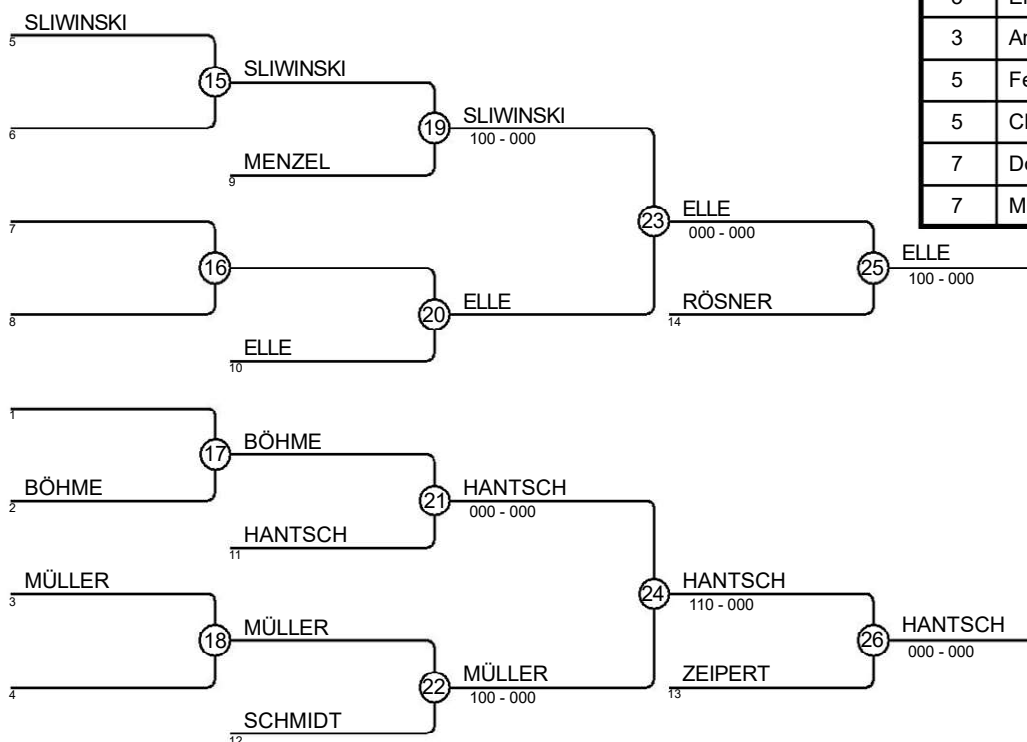 SLIWINSKI
5
15
SLIWINSKI
6
19
SLIWINSKI
100 - 000
MENZEL
9
7
23
ELLE
000 - 000
16
8
20
ELLE
ELLE
10
25
ELLE
100 - 000
RÖSNER
14
1
17
BÖHME
BÖHME
2
21
HANTSCH
000 - 000
HANTSCH
11
MÜLLER
3
24
HANTSCH
110 - 000
18
MÜLLER
4
22
MÜLLER
100 - 000
SCHMIDT
12
26
HANTSCH
000 - 000
ZEIPERT
13
3
5
5
7
7